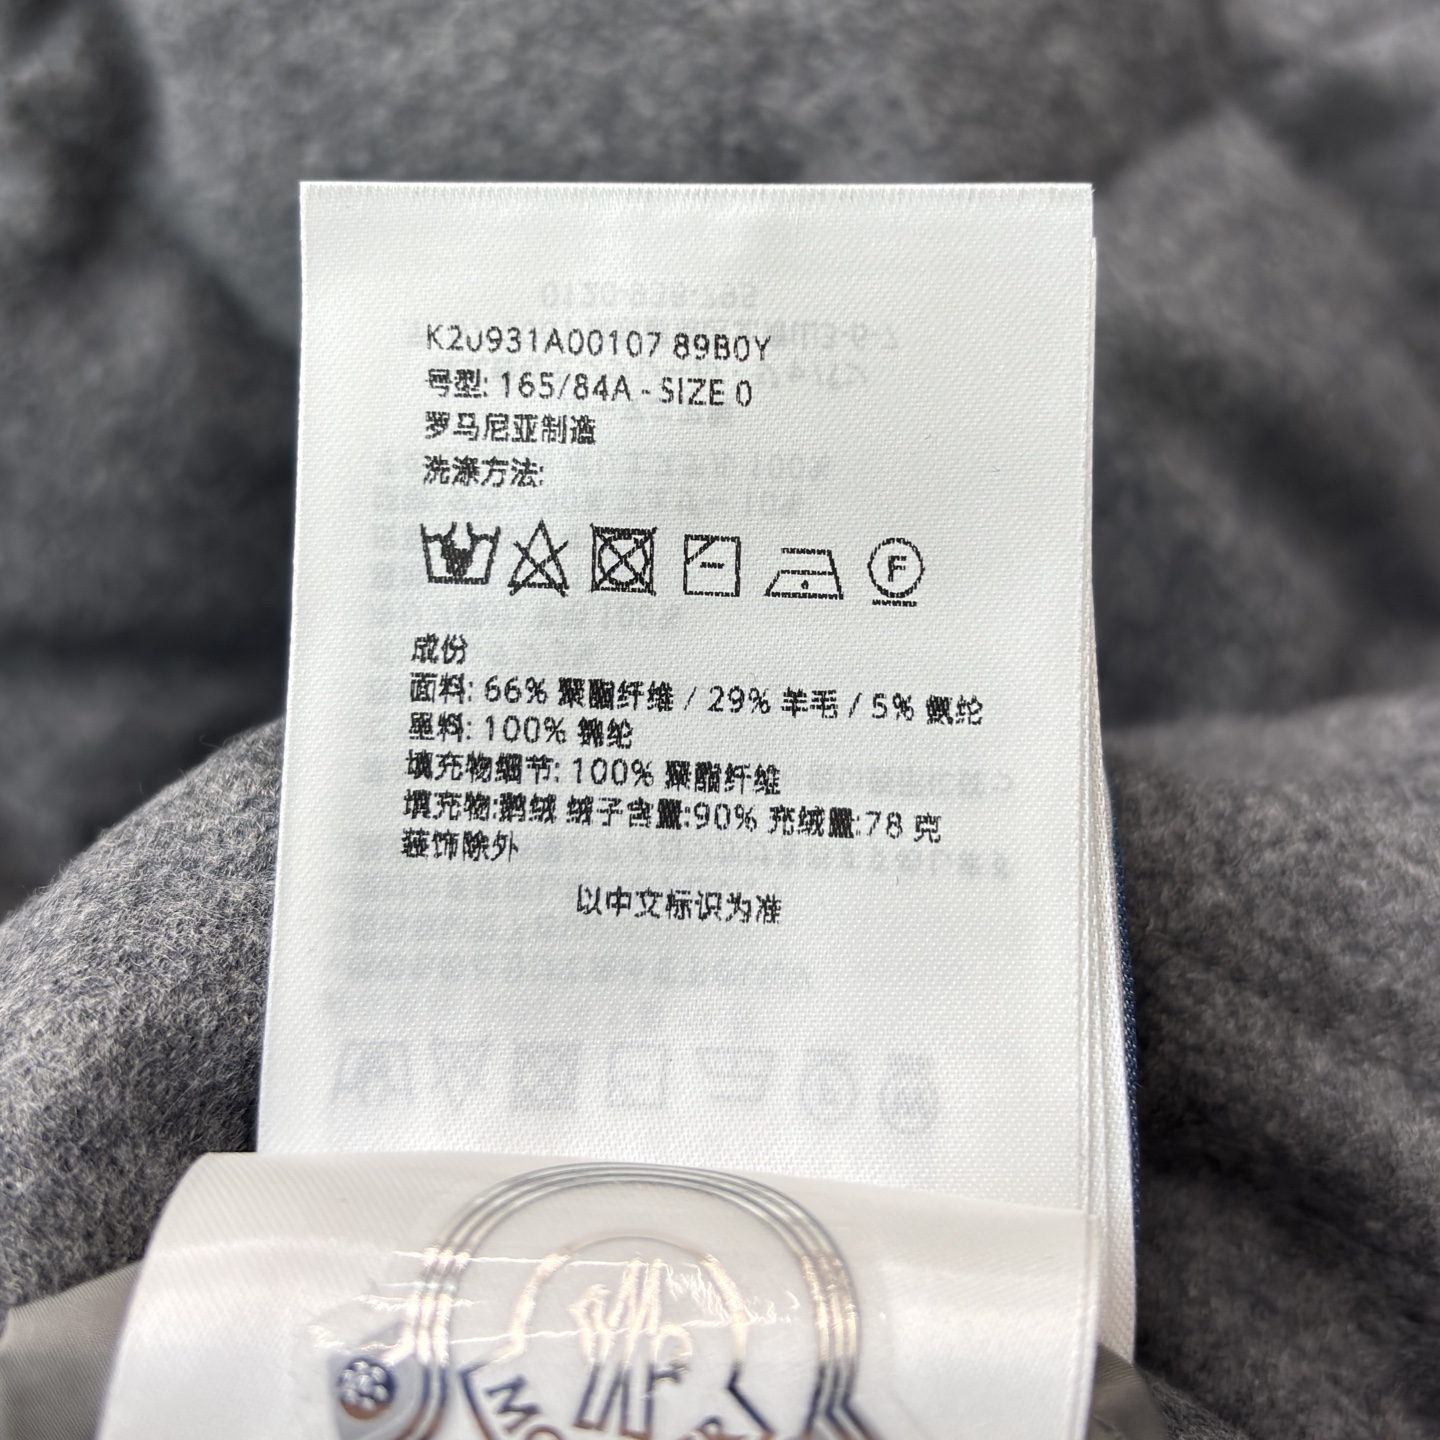 K20931A00107 89B0Y
号型: 165/84A - SIZE 0
罗马尼亚制造
洗涤方法:
F
成份
面料: 66% 聚酯纤维 / 29% 羊毛 / 5% 氨纶
里料: 100% 锦纶
填充物细节: 100% 聚酯纤维
填充物:鹅绒 绒子含量:90% 充绒量:78 克
装饰除外
以中文标识为准